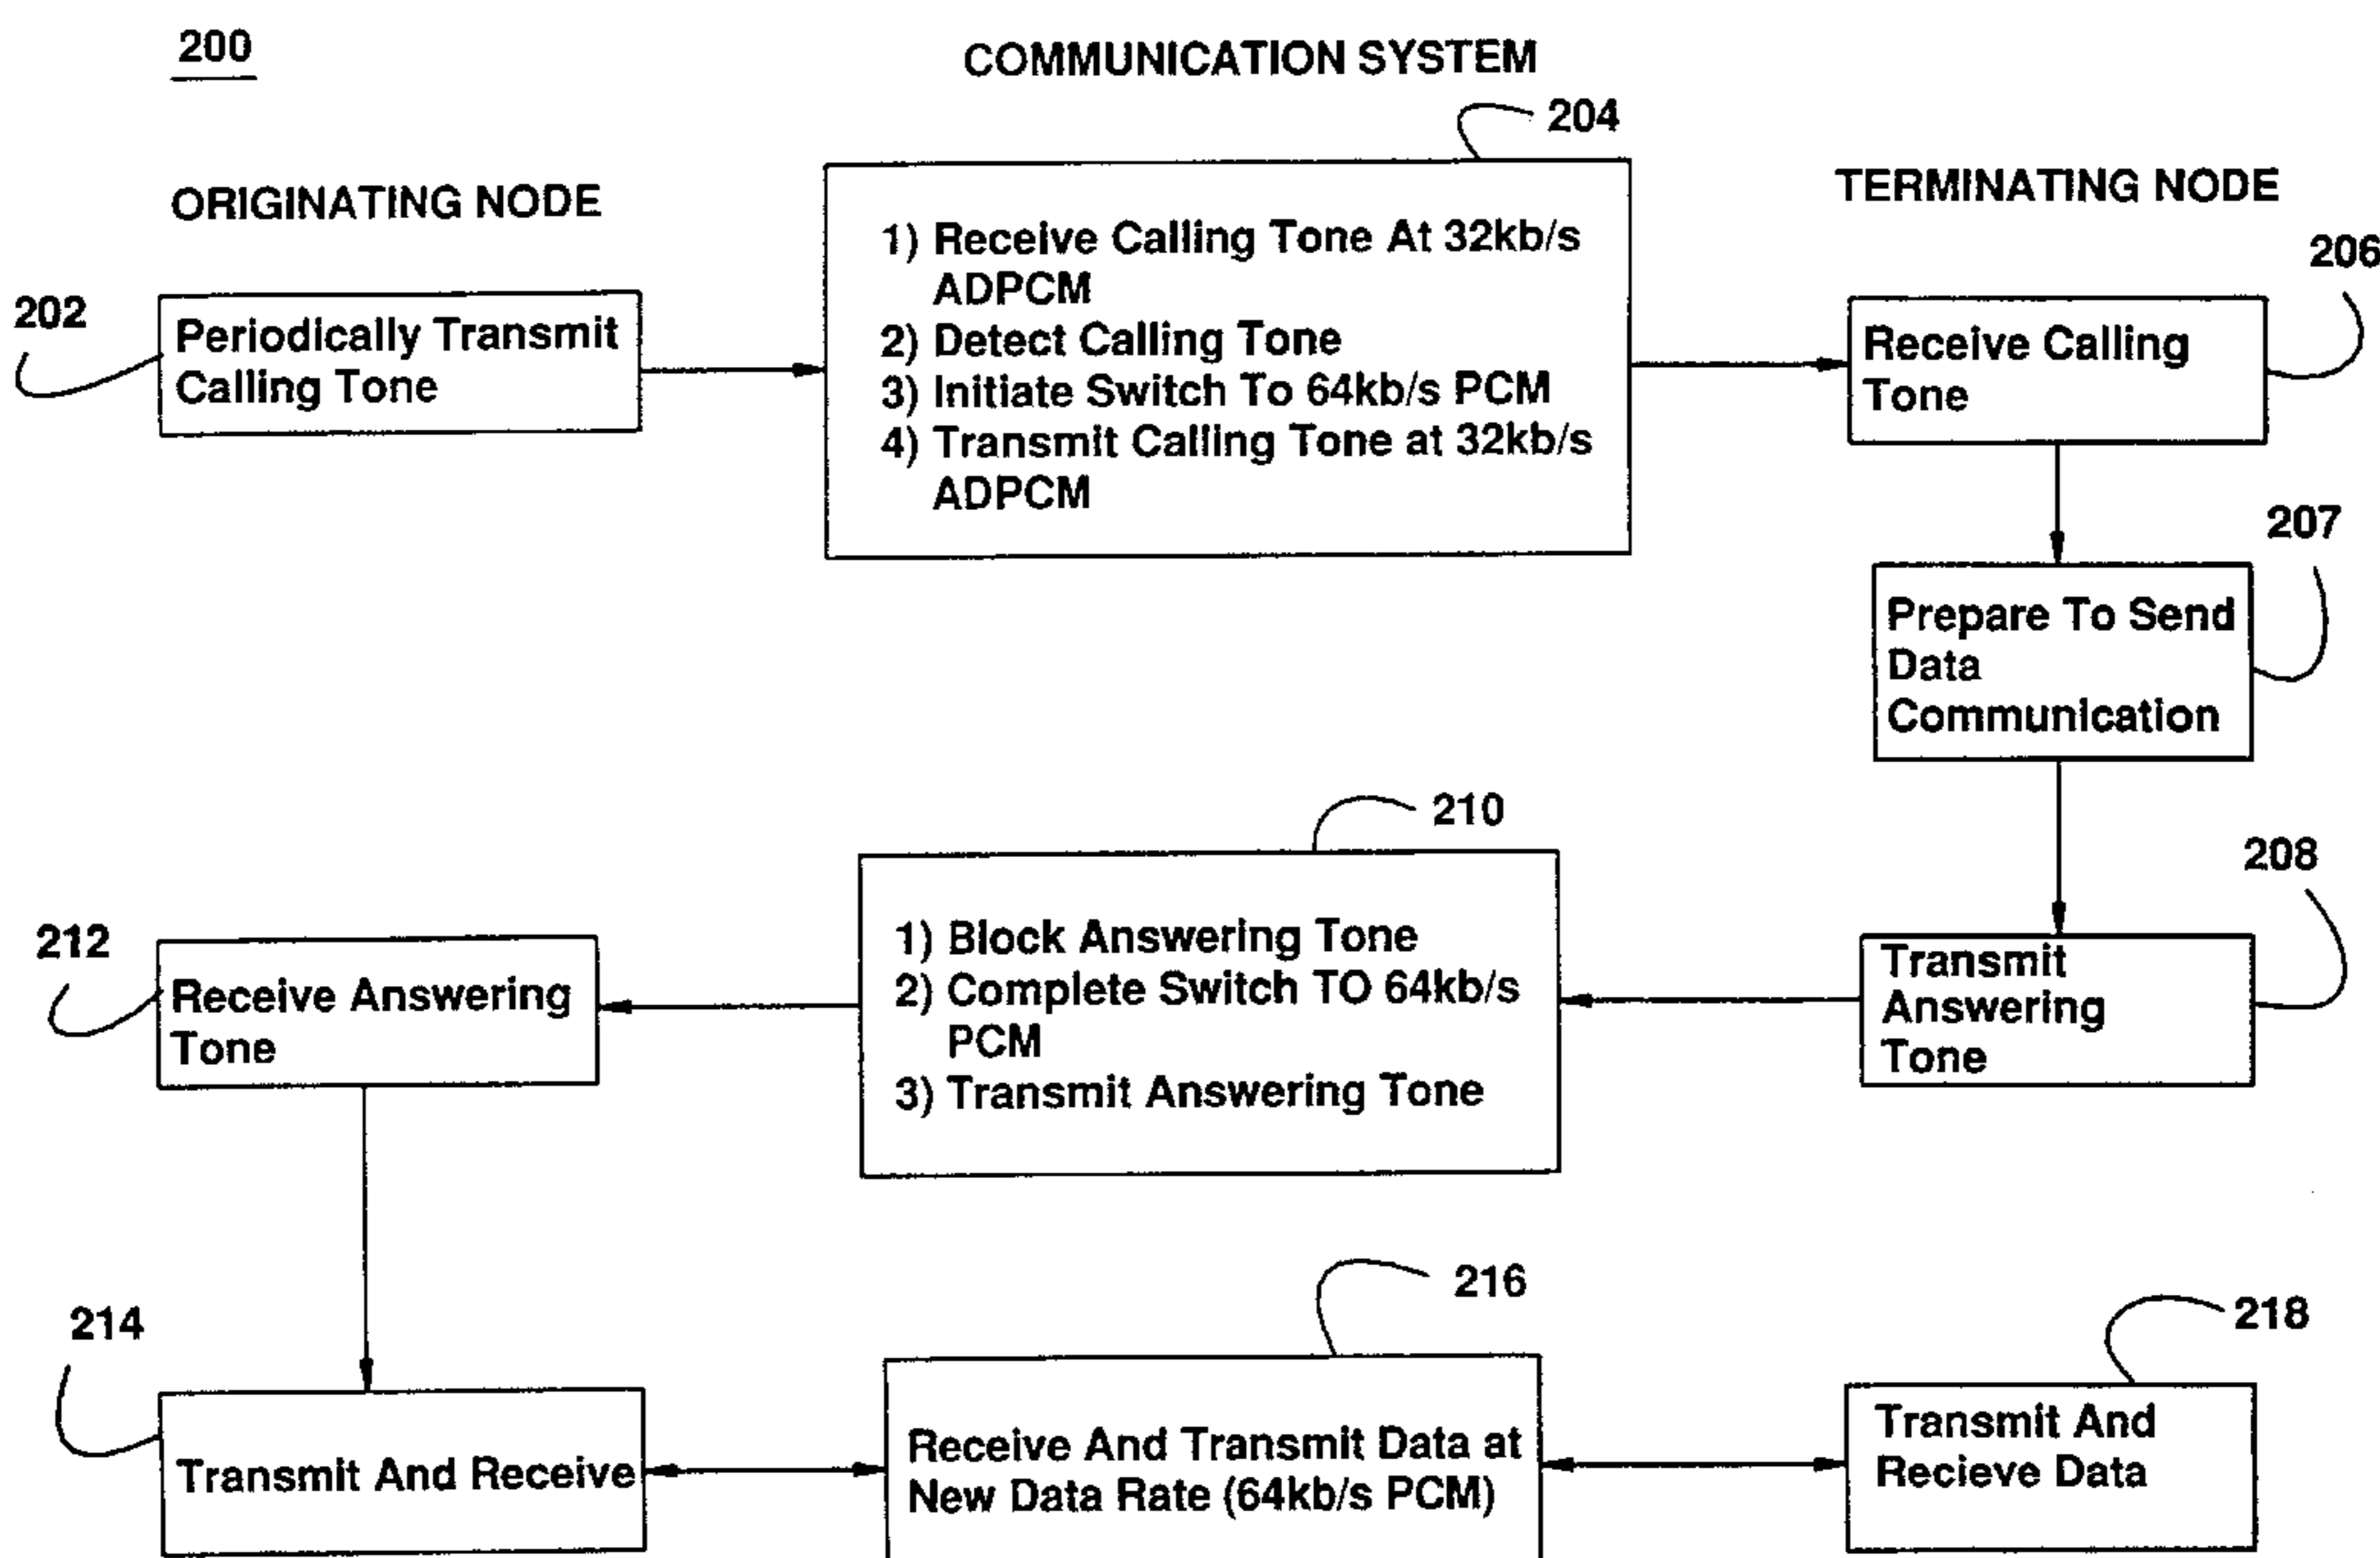 200
COMMUNICATION SYSTEM
204
ORIGINATING NODE
TERMINATING NODE
206
202
Periodically Transmit
Calling Tone
1) Receive Calling Tone At 32kb/s
ADPCM
2) Detect Calling Tone
3) Initiate Switch To 64kb/s PCM
4) Transmit Calling Tone at 32kb/s
ADPCM
Receive Calling
Tone
207
Prepare To Send
Data
Communication
210
208
212
Receive Answering
Tone
1) Block Answering Tone
2) Complete Switch TO 64kb/s
PCM
3) Transmit Answering Tone
Transmit
Answering
Tone
216
218
214
Transmit And Receive
Receive And Transmit Data at
New Data Rate (64kb/s PCM)
Transmit And
Recieve Data